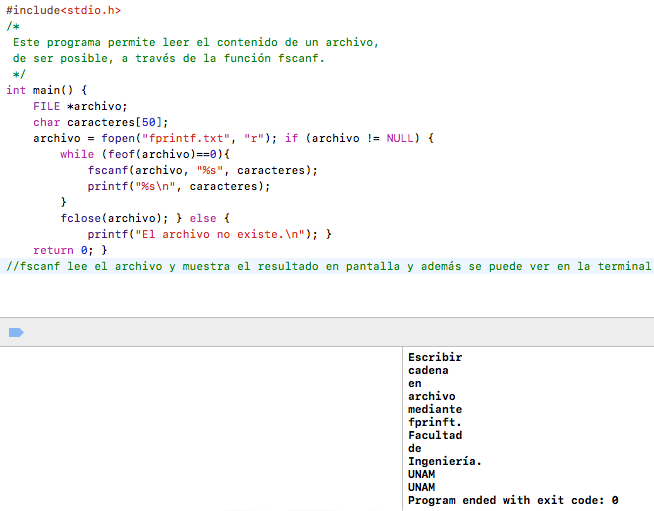 #include<stdio.h>
/*
 Este programa permite leer el contenido de un archivo,
 de ser posible, a través de la función fscanf.
 */
int main() {
    FILE *archivo;
    char caracteres[50];
    archivo = fopen("fprintf.txt", "r"); if (archivo != NULL) {
        while (feof(archivo)==0){
            fscanf(archivo, "%s", caracteres);
            printf("%s\n", caracteres);
        }
        fclose(archivo); } else {
            printf("El archivo no existe.\n"); }
    return 0; }
//fscanf lee el archivo y muestra el resultado en pantalla y además se puede ver en la terminal
Escribir
cadena
en
archivo
mediante
fprinft.
Facultad
de
Ingeniería.
UNAM
UNAM
Program ended with exit code: 0